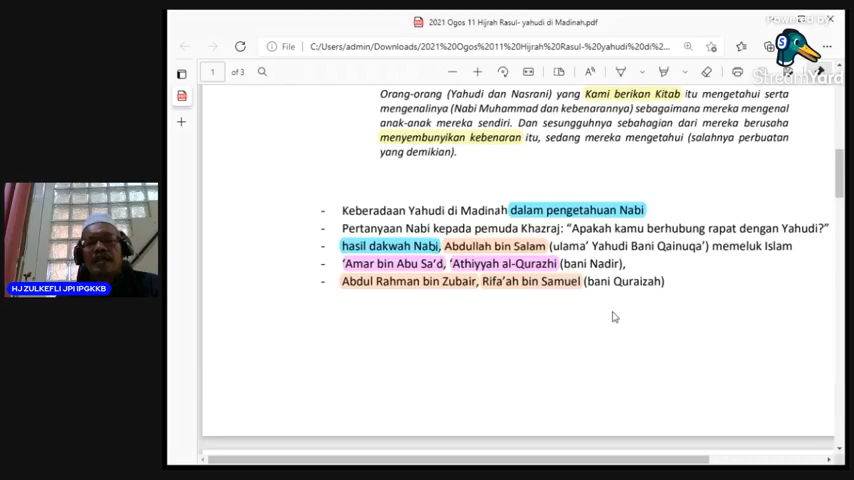 2021 Ogos 11 Hijrah Rasul- yahudi di Madinah.pdf
Powered by
StreamYard
File C:/Users/admin/Downloads/2021%20Ogos%2011%20Hijrah%20Rasul-%20yahudi%20di%...
1 of 3
Orang-orang (Yahudi dan Nasrani) yang Kami berikan Kitab itu mengetahui serta
mengenalinya (Nabi Muhammad dan kebenarannya) sebagaimana mereka mengenal
anak-anak mereka sendiri. Dan sesungguhnya sebahagian dari mereka berusaha
menyembunyikan kebenaran itu, sedang mereka mengetahui (salahnya perbuatan
yang demikian).
- Keberadaan Yahudi di Madinah dalam pengetahuan Nabi
- Pertanyaan Nabi kepada pemuda Khazraj: “Apakah kamu berhubung rapat dengan Yahudi?”
- hasil dakwah Nabi, Abdullah bin Salam (ulama’ Yahudi Bani Qainuqa’) memeluk Islam
- ‘Amar bin Abu Sa’d, ‘Athiyyah al-Qurazhi (bani Nadir),
- Abdul Rahman bin Zubair, Rifa’ah bin Samuel (bani Quraizah)
HJ ZULKEFLI JPI IPGKKB